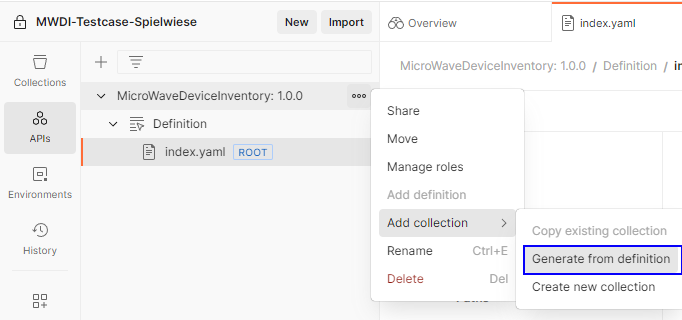 MWDI-Testcase-Spielwiese
New
Import
Overview
index.yaml
Collections
APIs
Environments
History
MicroWaveDeviceInventory: 1.0.0
Definition
index.yaml ROOT
MicroWaveDeviceInventory: 1.0.0 / Definition /
Share
Move
Manage roles
Add definition
Add collection
Rename Ctrl+E
Delete Del
Copy existing collection
Generate from definition
Create new collection